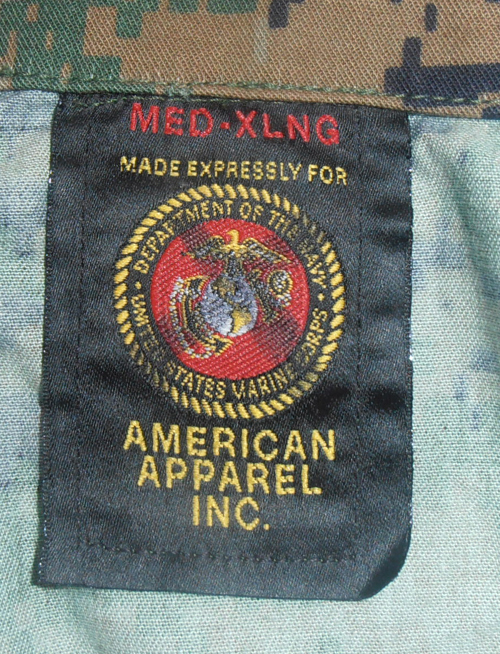 MED-XLNG
MADE EXPRESSLY FOR
DEPARTMENT OF THE NAVY
UNITED STATES MARINE CORPS
AMERICAN
APPAREL
INC.